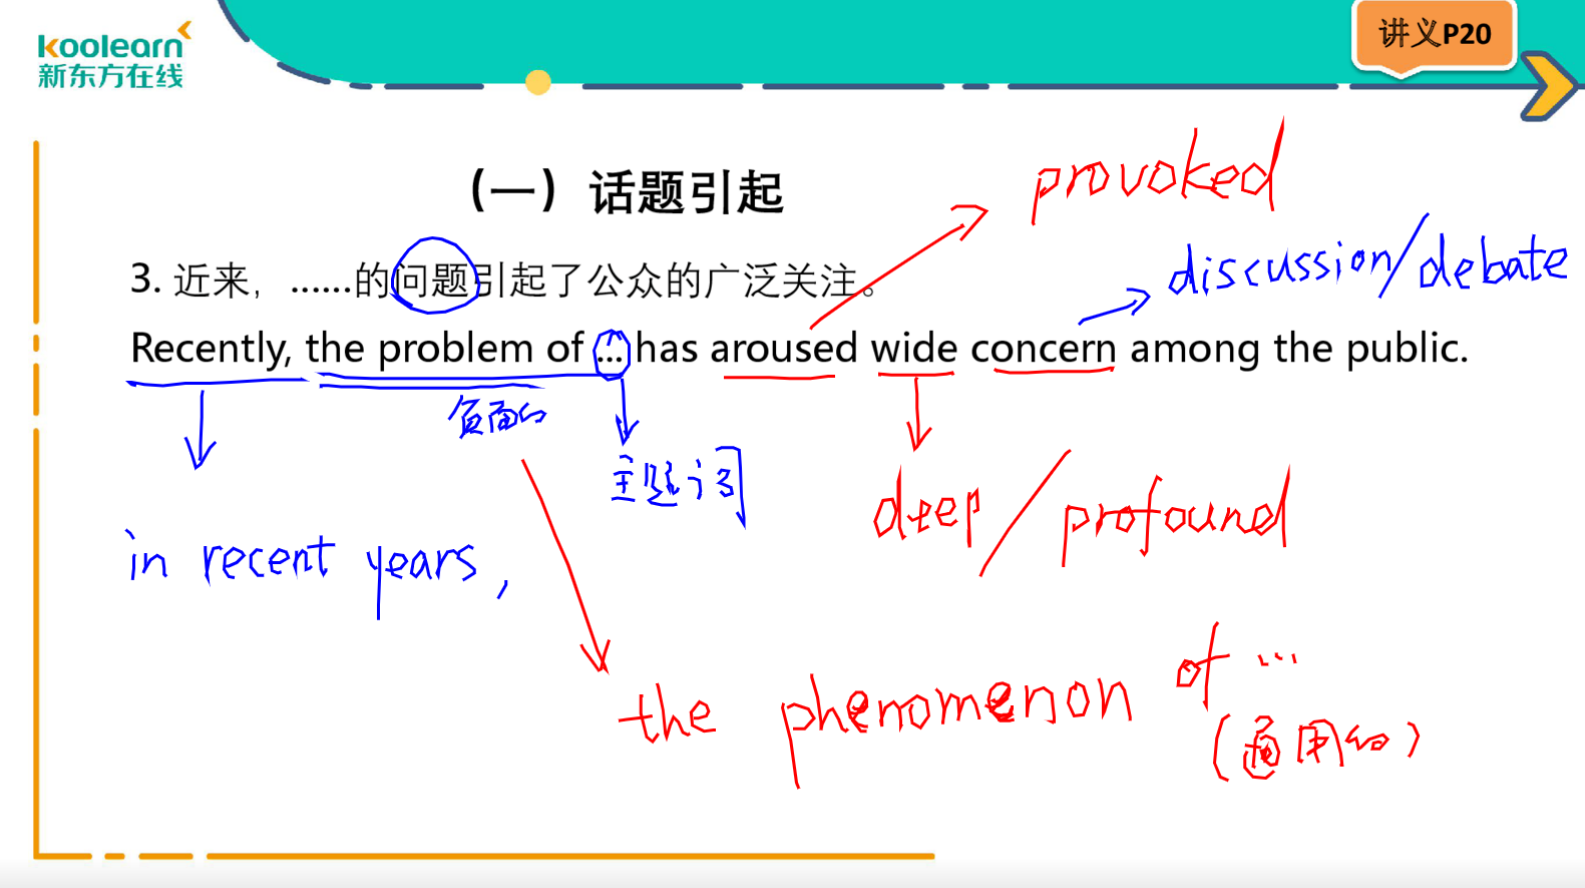 koolearn
新东方在线
讲义P20
（一）话题引起
provoked
3. 近来，……的问题引起了公众的广泛关注。
discussion/debate
Recently, the problem of ... has aroused wide concern among the public.
负面的
主题词
deep / profound
in recent years,
the phenomenon of ...
(通用的)